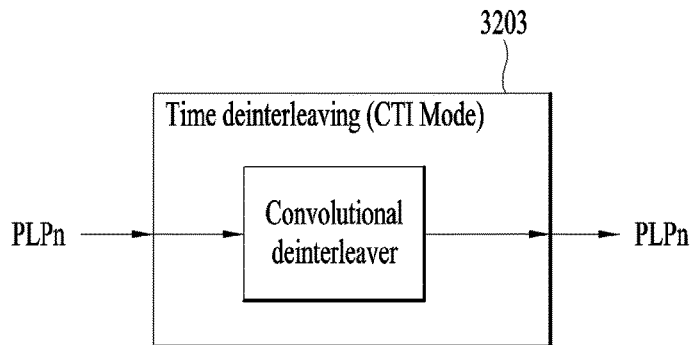 3203
Time deinterleaving (CTI Mode)
Convolutional
deinterleaver
PLPn
PLPn